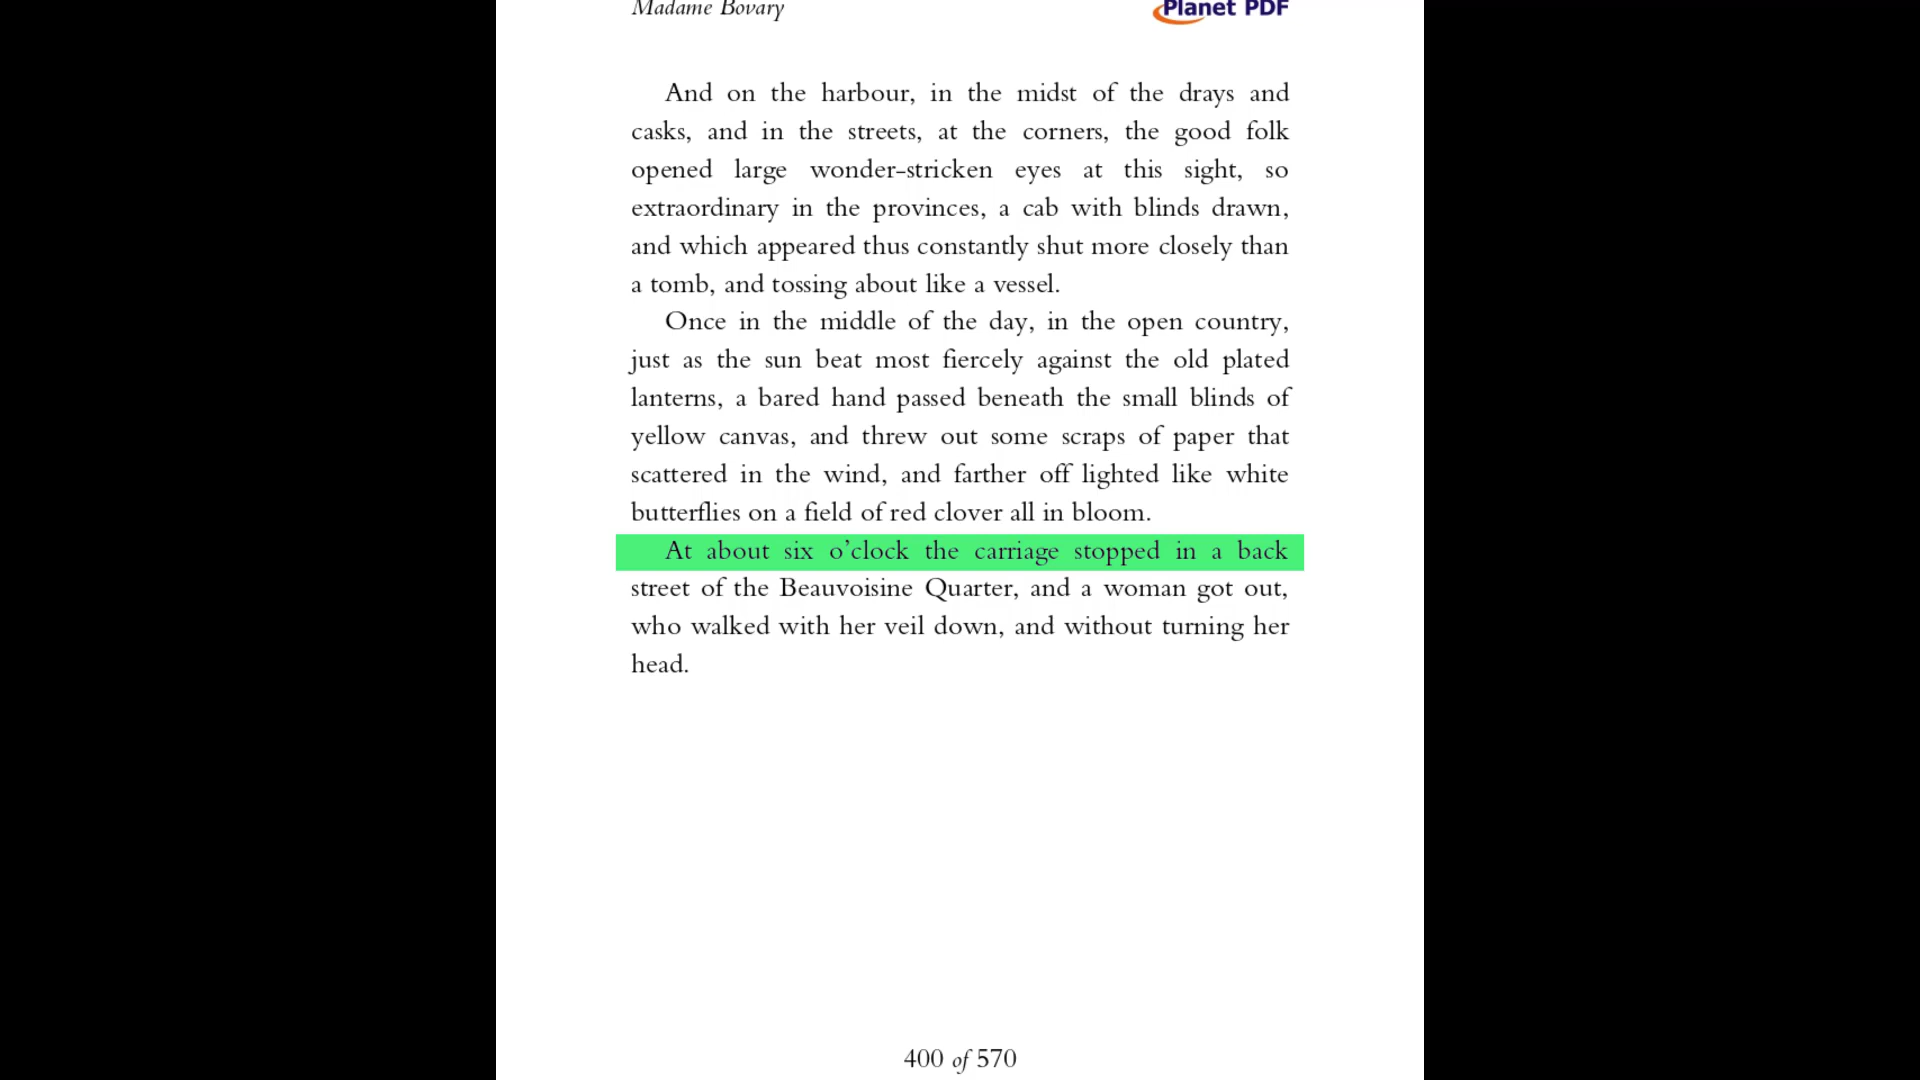 Madame Bovary
Planet PDF
And on the harbour, in the midst of the drays and
casks, and in the streets, at the corners, the good folk
opened large wonder-stricken eyes at this sight, so
extraordinary in the provinces, a cab with blinds drawn,
and which appeared thus constantly shut more closely than
a tomb, and tossing about like a vessel.
Once in the middle of the day, in the open country,
just as the sun beat most fiercely against the old plated
lanterns, a bared hand passed beneath the small blinds of
yellow canvas, and threw out some scraps of paper that
scattered in the wind, and farther off lighted like white
butterflies on a field of red clover all in bloom.
At about six o’clock the carriage stopped in a back
street of the Beauvoisine Quarter, and a woman got out,
who walked with her veil down, and without turning her
head.
400 of 570